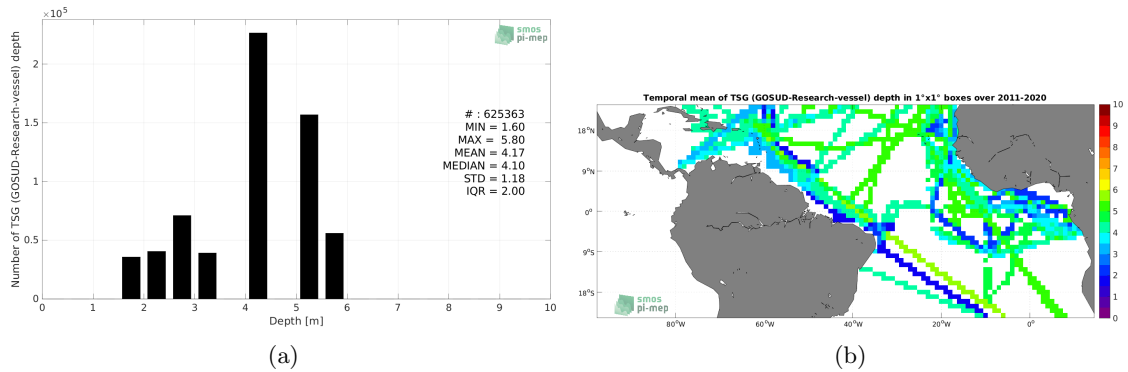 ×10⁵
Number of TSG (GOSUD-Research-vessel) depth
2
1.5
1
0.5
0
0 1 2 3 4 5 6 7 8 9 10
Depth [m]
smos
pi-mep
# : 625363
MIN = 1.60
MAX = 5.80
MEAN = 4.17
MEDIAN = 4.10
STD = 1.18
IQR = 2.00
(a)
Temporal mean of TSG (GOSUD-Research-vessel) depth in 1°x1° boxes over 2011-2020
18°N
9°N
0°
9°S
18°S
80°W 60°W 40°W 20°W 0°
smos
pi-mep
10
9
8
7
6
5
4
3
2
1
0
(b)